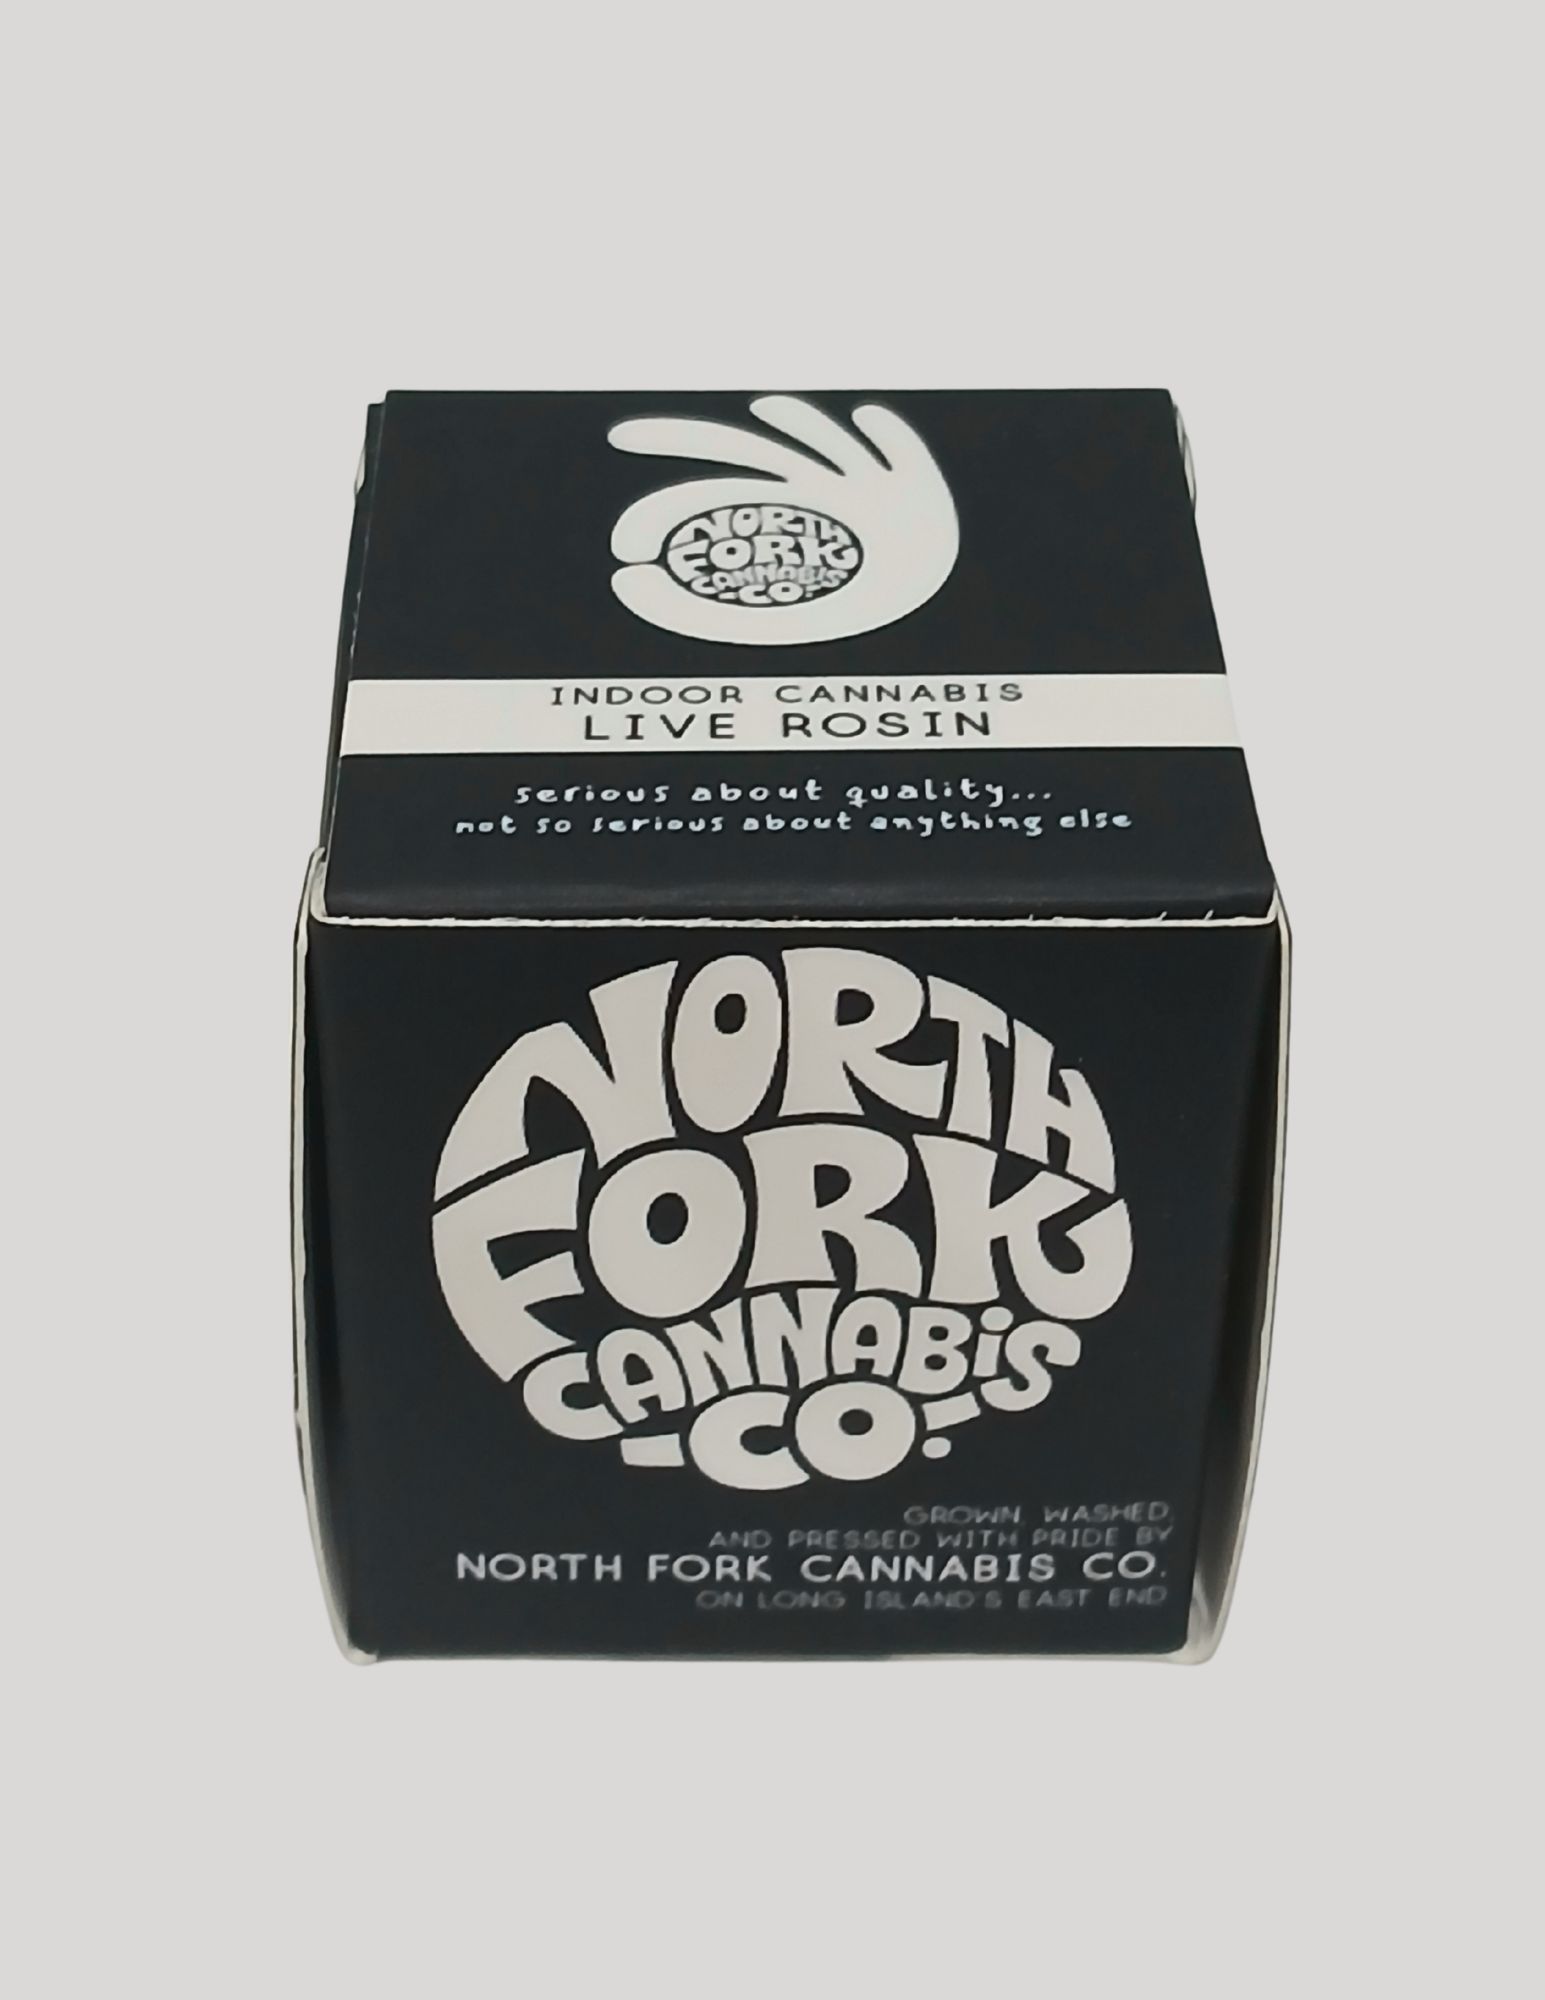 NORTH
FORK
CANNABIS
-CO.-
INDOOR CANNABIS
LIVE ROSIN
serious about quality...
not so serious about anything else
NORTH
FORK
CANNABIS
-CO.-
GROWN, WASHED,
AND PRESSED WITH PRIDE BY
NORTH FORK CANNABIS CO.
ON LONG ISLAND'S EAST END